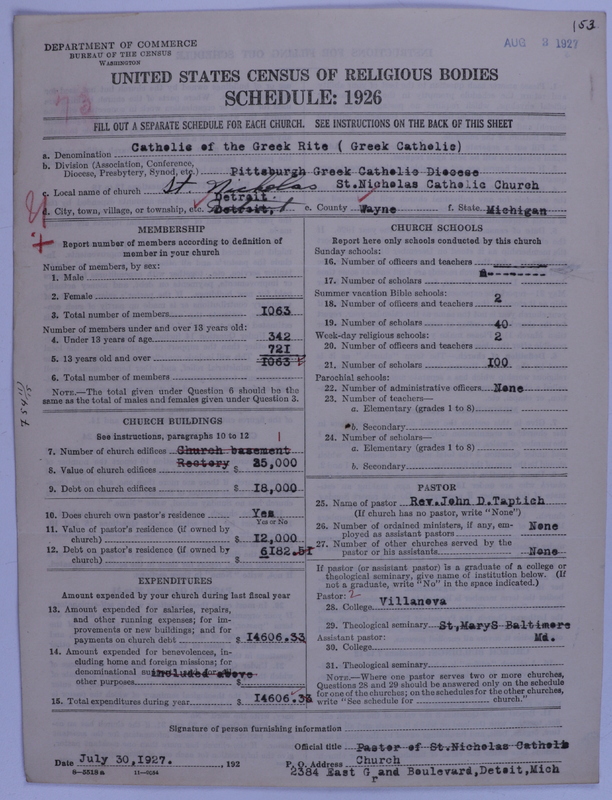 153
DEPARTMENT OF COMMERCE
BUREAU OF THE CENSUS
WASHINGTON
AUG 3 1927
UNITED STATES CENSUS OF RELIGIOUS BODIES
SCHEDULE: 1926
73
FILL OUT A SEPARATE SCHEDULE FOR EACH CHURCH. SEE INSTRUCTIONS ON THE BACK OF THIS SHEET
a. Denomination Catholic of the Greek Rite ( Greek Catholic)
b. Division (Association, Conference, Diocese, Presbytery, Synod, etc.) Pittsburgh Greek Catholic Diocese
c. Local name of church St Nicholas St.Nicholas Catholic Church
Detroit.
d. City, town, village, or township, etc. Detroit, e. County Wayne f. State Michigan
MEMBERSHIP
Report number of members according to definition of
member in your church
Number of members, by sex:
1. Male
2. Female
3. Total number of members 1063
Number of members under and over 13 years old:
4. Under 13 years of age 342
721
5. 13 years old and over 1063
6. Total number of members
NOTE.—The total given under Question 6 should be the
same as the total of males and females given under Question 3.
CHURCH BUILDINGS
See instructions, paragraphs 10 to 12
1
7. Number of church edifices Church basement
Rectory
8. Value of church edifices $ 25,000
9. Debt on church edifices $ 18,000
10. Does church own pastor's residence Yes
Yes or No
11. Value of pastor's residence (if owned by
church) $ 12,000
12. Debt on pastor's residence (if owned by
church) $ 6182.51
EXPENDITURES
Amount expended by your church during last fiscal year
13. Amount expended for salaries, repairs,
and other running expenses; for im-
provements or new buildings; and for
payments on church debt $ 14606.33
14. Amount expended for benevolences, in-
cluding home and foreign missions; for
denominational included above
other purposes $
15. Total expenditures during year $ 14606.33
CHURCH SCHOOLS
Report here only schools conducted by this church
Sunday schools:
16. Number of officers and teachers
17. Number of scholars
Summer vacation Bible schools:
18. Number of officers and teachers 2
19. Number of scholars 40
Week-day religious schools:
20. Number of officers and teachers 2
21. Number of scholars 100
Parochial schools:
22. Number of administrative officers None
23. Number of teachers—
a. Elementary (grades 1 to 8)
b. Secondary
24. Number of scholars—
a. Elementary (grades 1 to 8)
b. Secondary
PASTOR
25. Name of pastor Rev.John D.Taptich
(If church has no pastor, write "None")
26. Number of ordained ministers, if any, em-
ployed as assistant pastors None
27. Number of other churches served by the
pastor or his assistants None
If pastor (or assistant pastor) is a graduate of a college or
theological seminary, give name of institution below. (If
not a graduate, write "No" in the space indicated.)
Pastor: 2
28. College Villanova
29. Theological seminary St,MaryS Baltimore
Assistant pastor: Md.
30. College
31. Theological seminary
NOTE.—Where one pastor serves two or more churches,
Questions 28 and 29 should be answered only on the schedule
for one of the churches; on the schedules for the other churches,
write "See schedule for church."
Signature of person furnishing information
Official title Pastor of St.Nicholas Catholic
Church
Date July 30,1927. , 192
P. O. Address 2384 East Grand Boulevard,Detoit,Mich
8—5518a 11—9064